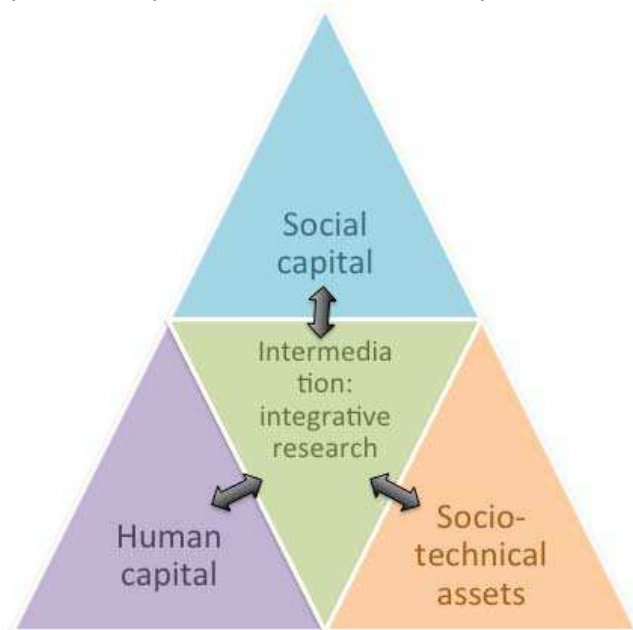 Social
capital
Intermedia
tion:
integrative
research
Human
capital
Socio-
technical
assets